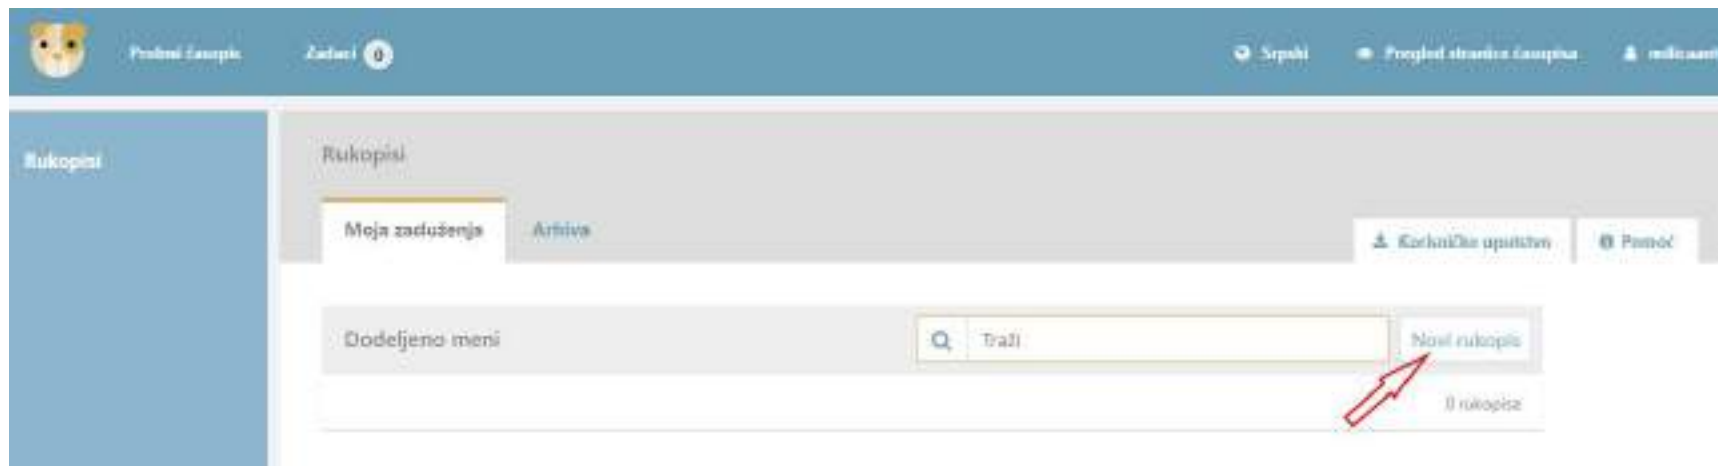 Probni časopis
Zadaci 0
Srpski
Pregled stranice časopisa
Rukopisi
Rukopisi
Moja zaduženja
Arhiva
Korisničko uputstvo
Pomoć
Dodeljeno meni
Traži
Novi rukopis
0 rukopisa